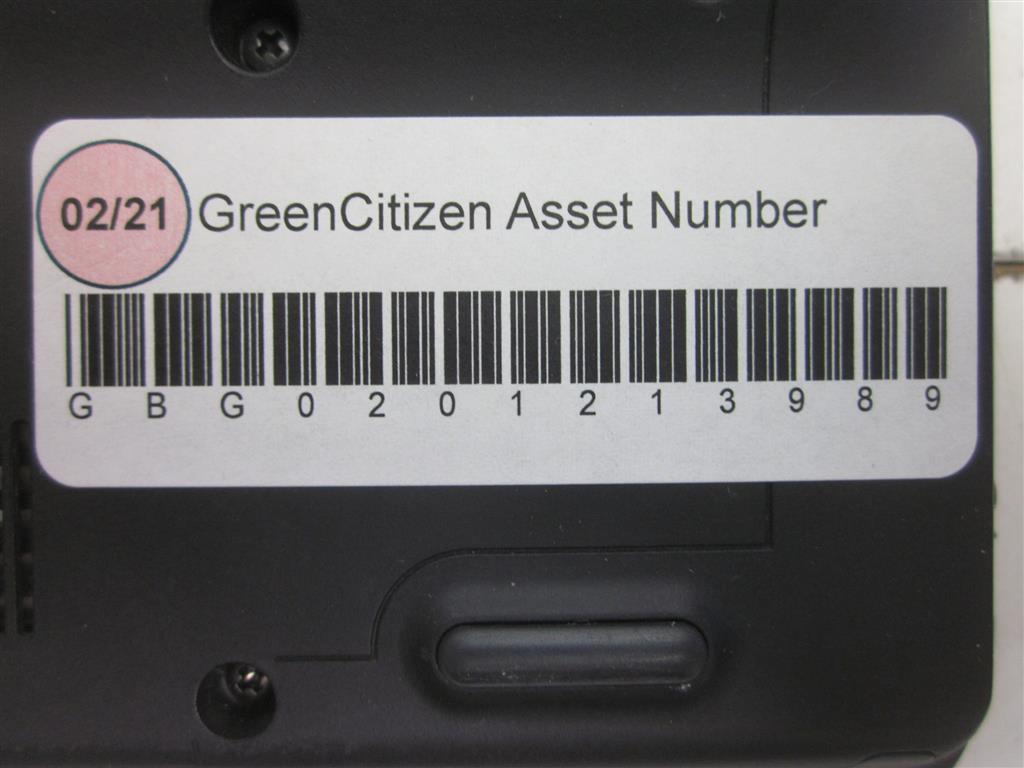 02/21 GreenCitizen Asset Number
G B G 0 2 0 1 2 1 3 9 8 9